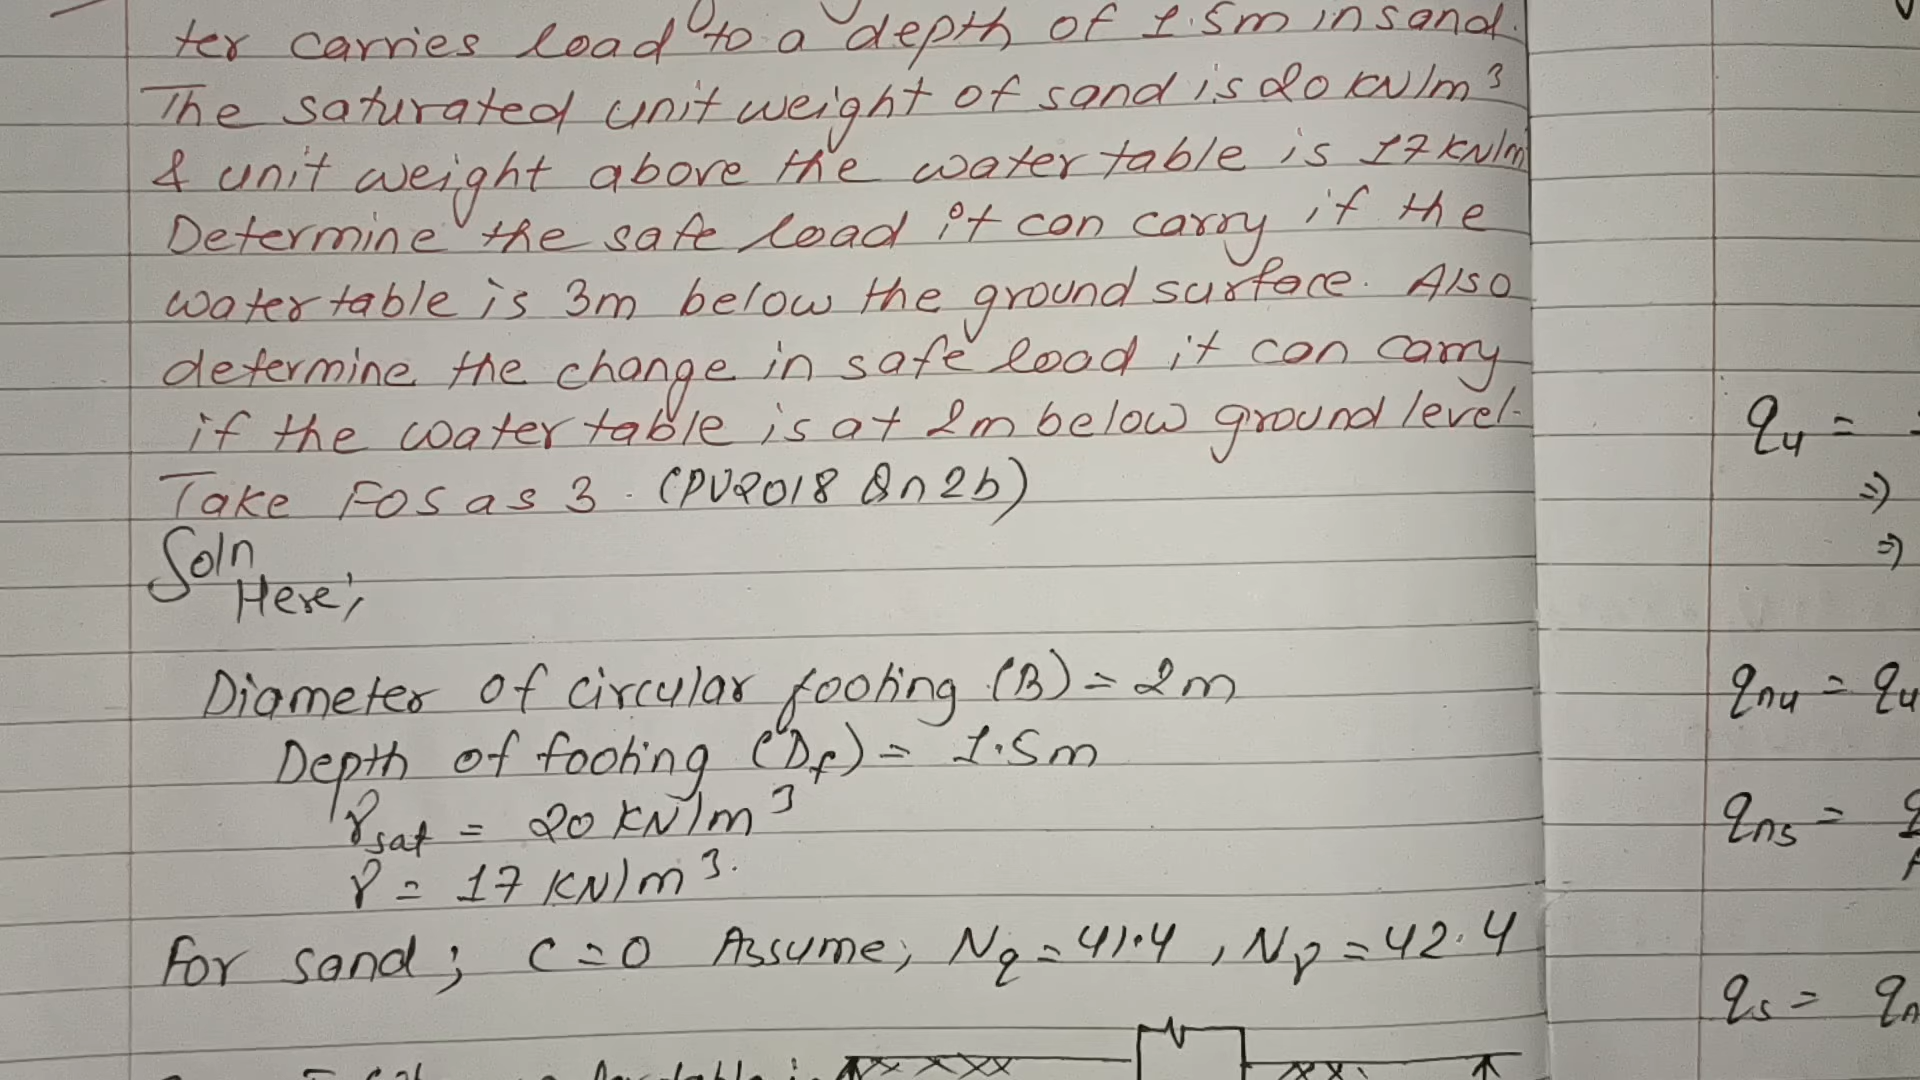 ter carries load to a depth of 1.5m in sand.
The saturated unit weight of sand is 20 kN/m³
& unit weight above the water table is 17 kN/m
Determine the safe load it can carry if the
water table is 3m below the ground surface. Also
determine the change in safe load it can carry
if the water table is at 2m below ground level.
Take FOS as 3. (PU2018 Qn2b)
Soln
Here;
Diameter of circular footing (B) = 2m
Depth of footing (Df) = 1.5m
γsat = 20 KN/m³
γ = 17 KN/m³.
For sand; c=0 Assume; Nq = 41.4, Nγ = 42.4
qu =
⇒
⇒
qnu = qu
qns =
qs =